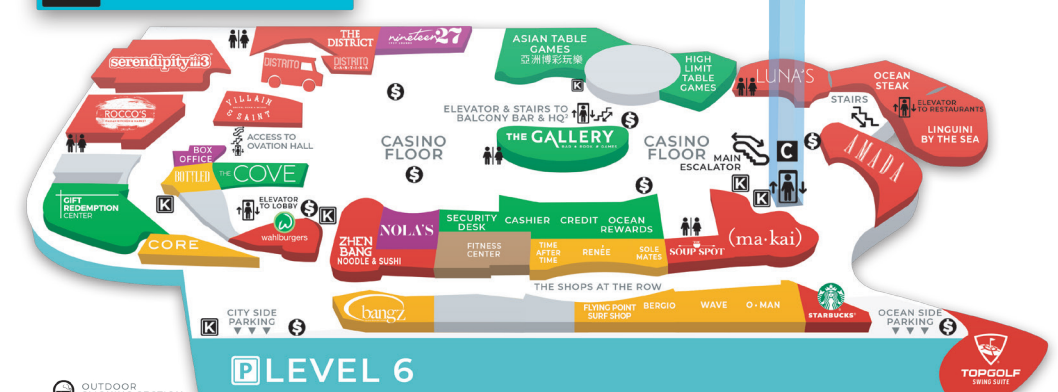 THE
DISTRICT
nineteen27
serendipity3
DISTRITO
DISTRITO
CANTINA
ASIAN TABLE
GAMES
亞洲博彩玩樂
HIGH
LIMIT
TABLE
GAMES
LUNA'S
OCEAN
STEAK
STAIRS
ELEVATOR
TO RESTAURANTS
LINGUINI
BY THE SEA
ROCCO'S
VILLAIN
& SAINT
ACCESS TO
OVATION HALL
$
K
ELEVATOR & STAIRS TO
BALCONY BAR & HQ²
$
THE GALLERY
BAR & BOOK & GAMES
CASINO
FLOOR
$
CASINO
FLOOR
$
MAIN
ESCALATOR
C
$
K
K
AMADA
BOX
OFFICE
BOTTLED
THE COVE
GIFT
REDEMPTION
CENTER
K
ELEVATOR
TO LOBBY
$
K
W
wahlburgers
CORE
ZHEN
BANG
NOODLE & SUSHI
NOLA'S
SECURITY
DESK
CASHIER
CREDIT
OCEAN
REWARDS
FITNESS
CENTER
TIME
AFTER
TIME
RENÉE
SOLE
MATES
SOUP SPOT
(ma·kai)
THE SHOPS AT THE ROW
bangz
FLYING POINT
SURF SHOP
BERGIO
WAVE
O•MAN
STARBUCKS®
K
CITY SIDE
PARKING
$
OCEAN SIDE
PARKING
$
TOPGOLF
SWING SUITE
P LEVEL 6
OUTDOOR